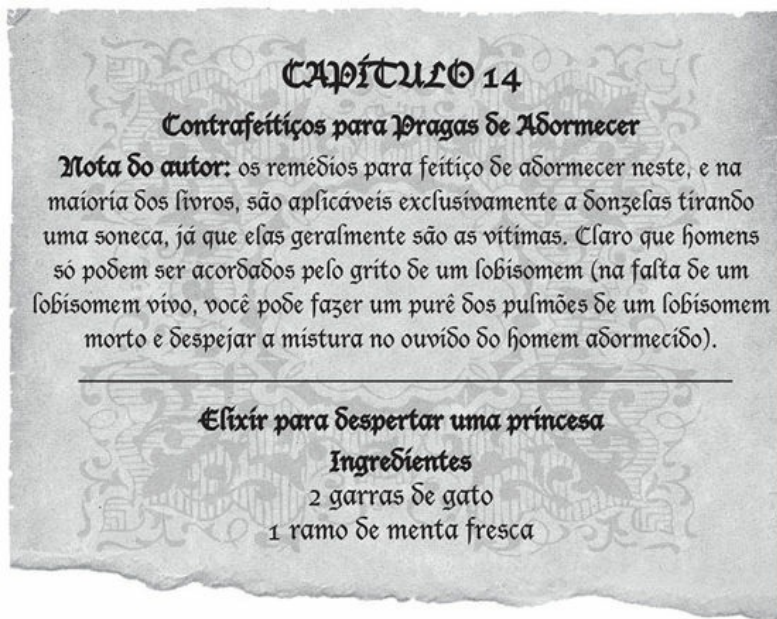 CAPÍTULO 14
Contrafeitiços para Pragas de Adormecer
Nota do autor: os remédios para feitiço de adormecer neste, e na
maioria dos livros, são aplicáveis exclusivamente a donzelas tirando
uma soneca, já que elas geralmente são as vítimas. Claro que homens
só podem ser acordados pelo grito de um lobisomem (na falta de um
lobisomem vivo, você pode fazer um purê dos pulmões de um lobisomem
morto e despejar a mistura no ouvido do homem adormecido).
Elixir para despertar uma princesa
Ingredientes
2 garras de gato
1 ramo de menta fresca